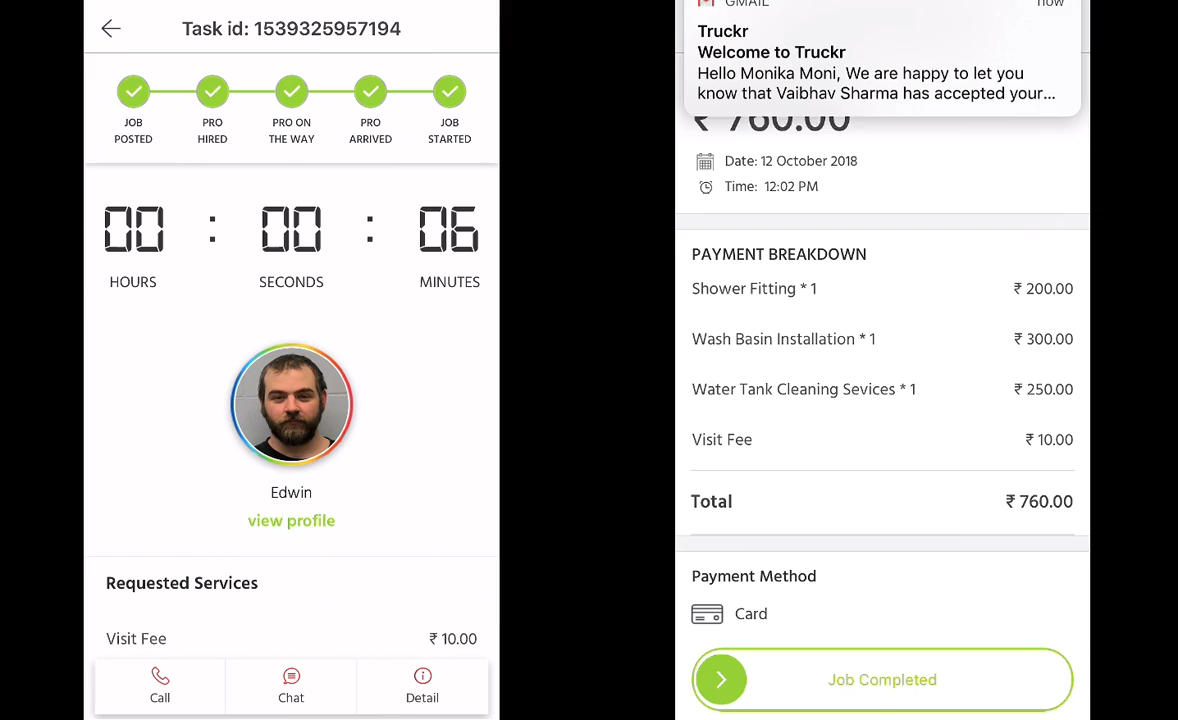 Task id: 1539325957194
JOB POSTED
PRO HIRED
PRO ON THE WAY
PRO ARRIVED
JOB STARTED
00 : 00 : 06
HOURS SECONDS MINUTES
Edwin
view profile
Requested Services
Visit Fee ₹ 10.00
Call Chat Detail
GMAIL now
Truckr
Welcome to Truckr
Hello Monika Moni, We are happy to let you
know that Vaibhav Sharma has accepted your...
₹ 760.00
Date: 12 October 2018
Time: 12:02 PM
PAYMENT BREAKDOWN
Shower Fitting * 1 ₹ 200.00
Wash Basin Installation * 1 ₹ 300.00
Water Tank Cleaning Sevices * 1 ₹ 250.00
Visit Fee ₹ 10.00
Total ₹ 760.00
Payment Method
Card
Job Completed